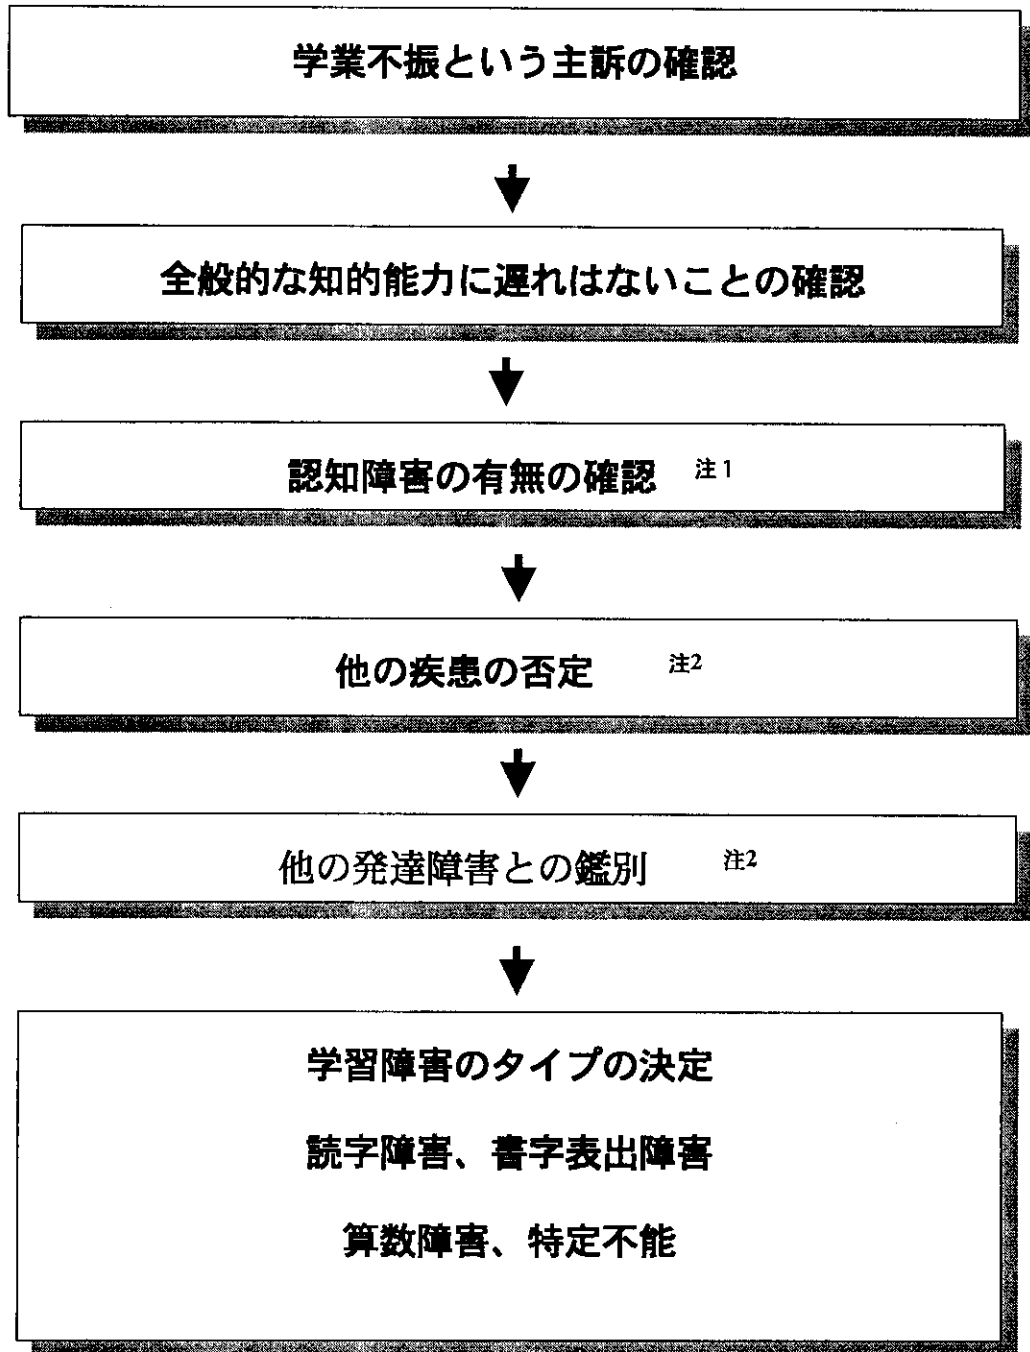 学業不振という主訴の確認
全般的な知的能力に遅れはないことの確認
認知障害の有無の確認 注1
他の疾患の否定 注2
他の発達障害との鑑別 注2
学習障害のタイプの決定
読字障害、書字表出障害
算数障害、特定不能